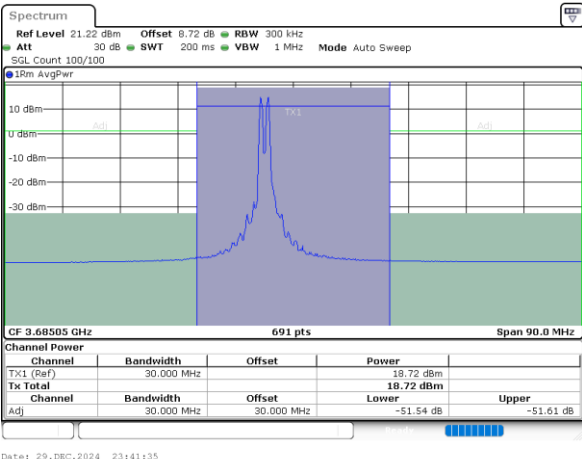 Spectrum
Ref Level 21.22 dBm Offset 8.72 dB RBW 300 kHz
Att 30 dB SWT 200 ms VBW 1 MHz Mode Auto Sweep
SGL Count 100/100
1Rm AvgPwr
10 dBm
TX1
Adj Adj
0 dBm
-10 dBm
-20 dBm
-30 dBm
CF 3.68505 GHz 691 pts Span 90.0 MHz
Channel Power
Channel Bandwidth Offset Power
TX1 (Ref) 30.000 MHz 18.72 dBm
Tx Total 18.72 dBm
Channel Bandwidth Offset Lower Upper
Adj 30.000 MHz 30.000 MHz -51.54 dB -51.61 dB
Ready
Date: 29.DEC.2024 23:41:35